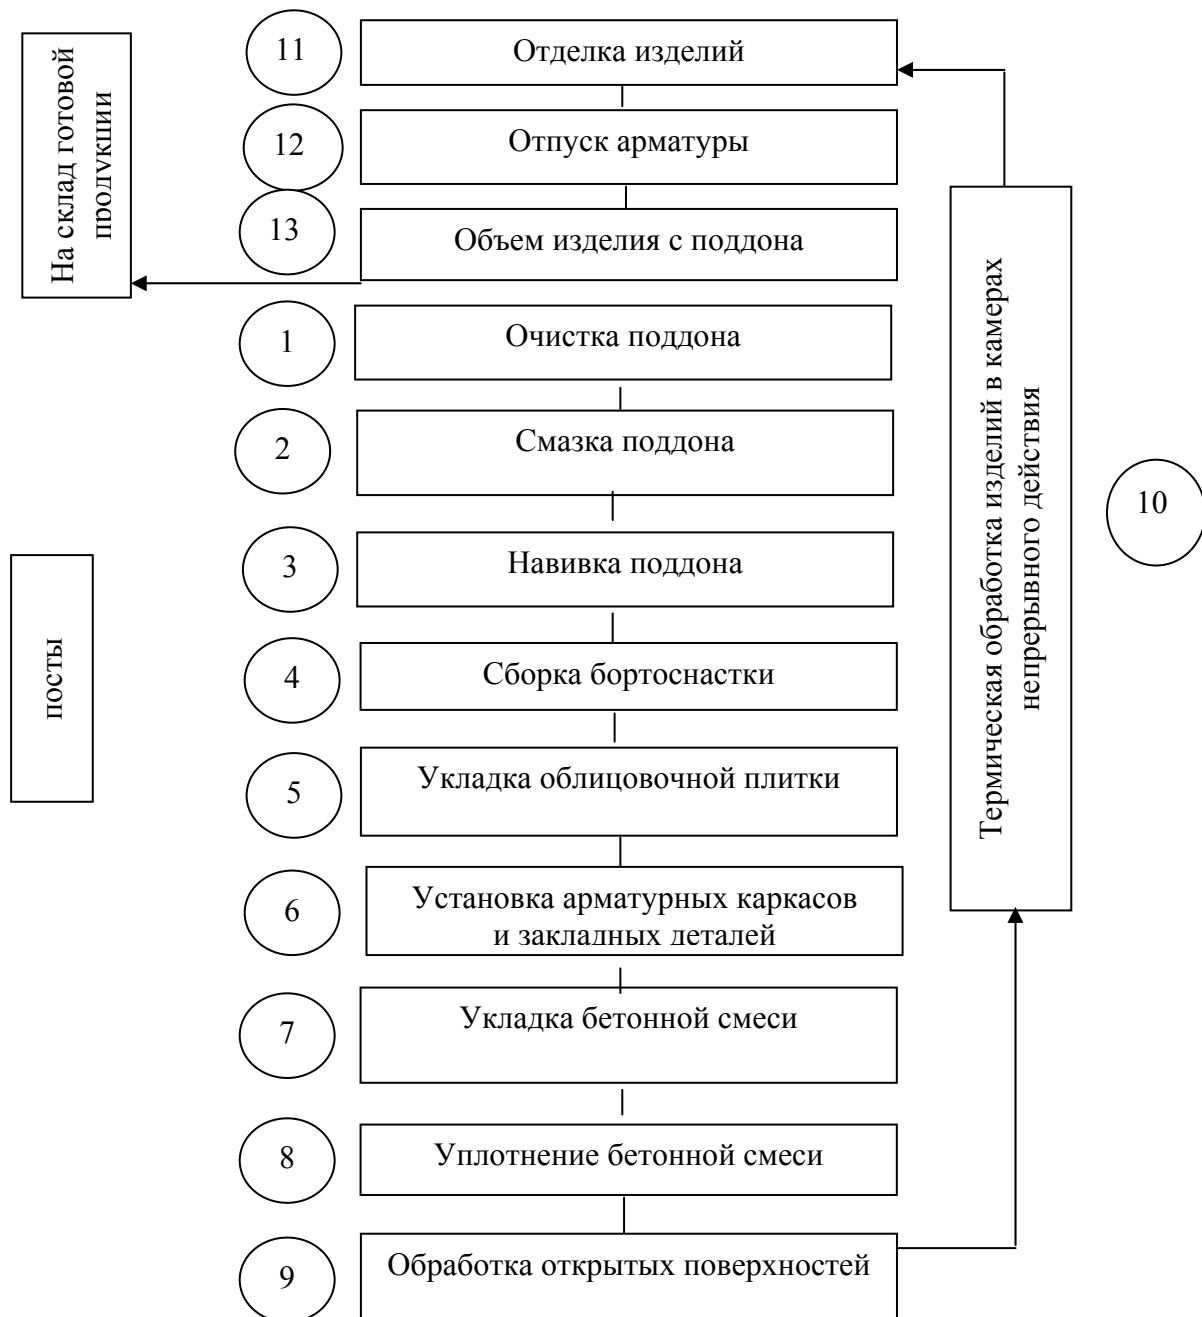 На склад готовой
продукции
11
Отделка изделий
12
Отпуск арматуры
13
Объем изделия с поддона
1
Очистка поддона
2
Смазка поддона
3
Навивка поддона
посты
4
Сборка бортоснастки
5
Укладка облицовочной плитки
6
Установка арматурных каркасов
и закладных деталей
7
Укладка бетонной смеси
8
Уплотнение бетонной смеси
9
Обработка открытых поверхностей
Термическая обработка изделий в камерах
непрерывного действия
10